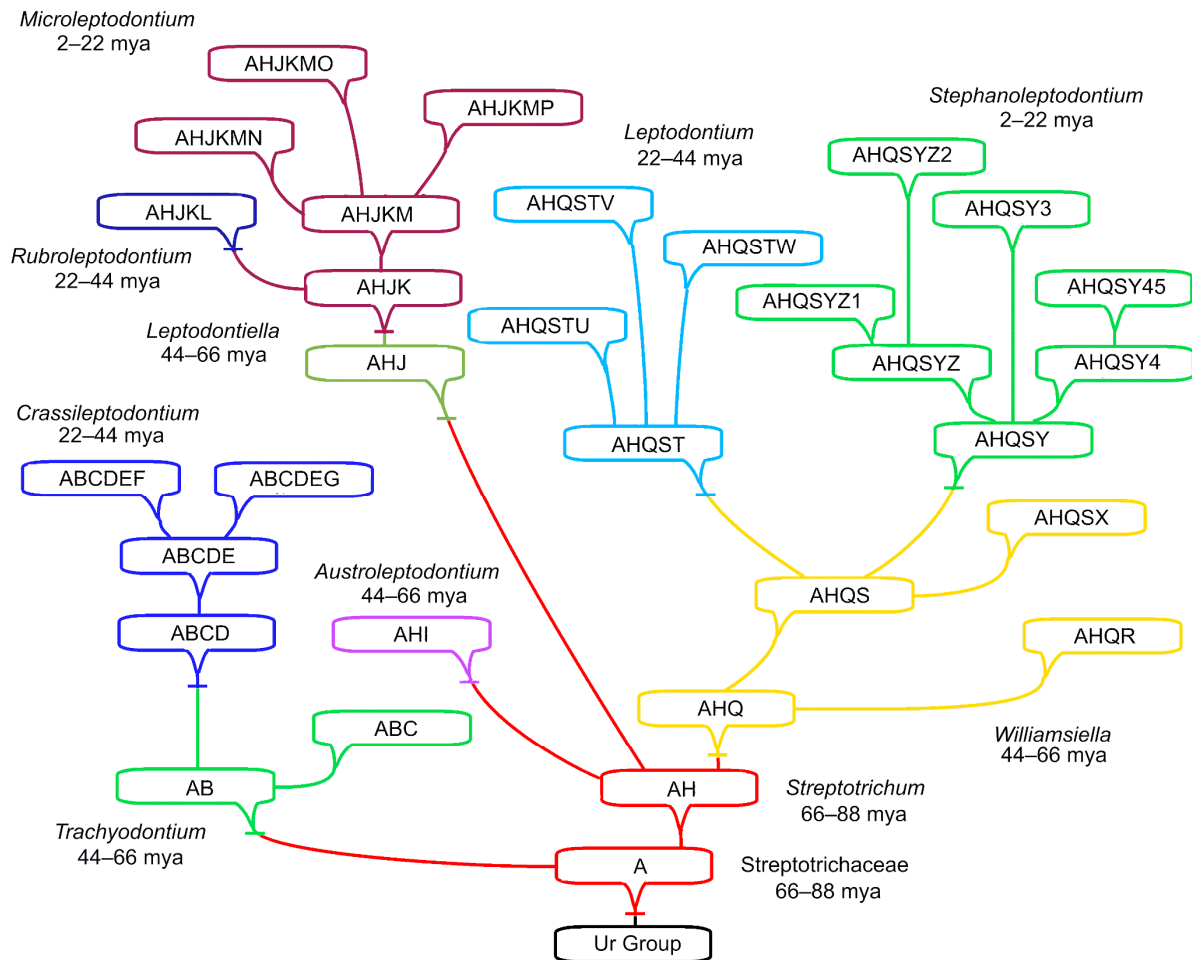 Microleptodontium
2–22 mya
AHJKMO
AHJKMP
AHJKMN
AHJKL
AHJKM
Rubroleptodontium
22–44 mya
AHJK
Leptodontiella
44–66 mya
AHJ
Leptodontium
22–44 mya
AHQSTV
AHQSTW
AHQSTU
AHQST
Stephanoleptodontium
2–22 mya
AHQSYZ2
AHQSY3
AHQSYZ1
AHQSY45
AHQSYZ
AHQSY4
AHQSY
Crassileptodontium
22–44 mya
ABCDEF
ABCDEG
ABCDE
ABCD
Austroleptodontium
44–66 mya
AHI
AHQSX
AHQS
AHQR
AHQ
Williamsiella
44–66 mya
ABC
AB
Trachyodontium
44–66 mya
AH
Streptotrichum
66–88 mya
A
Streptotrichaceae
66–88 mya
Ur Group